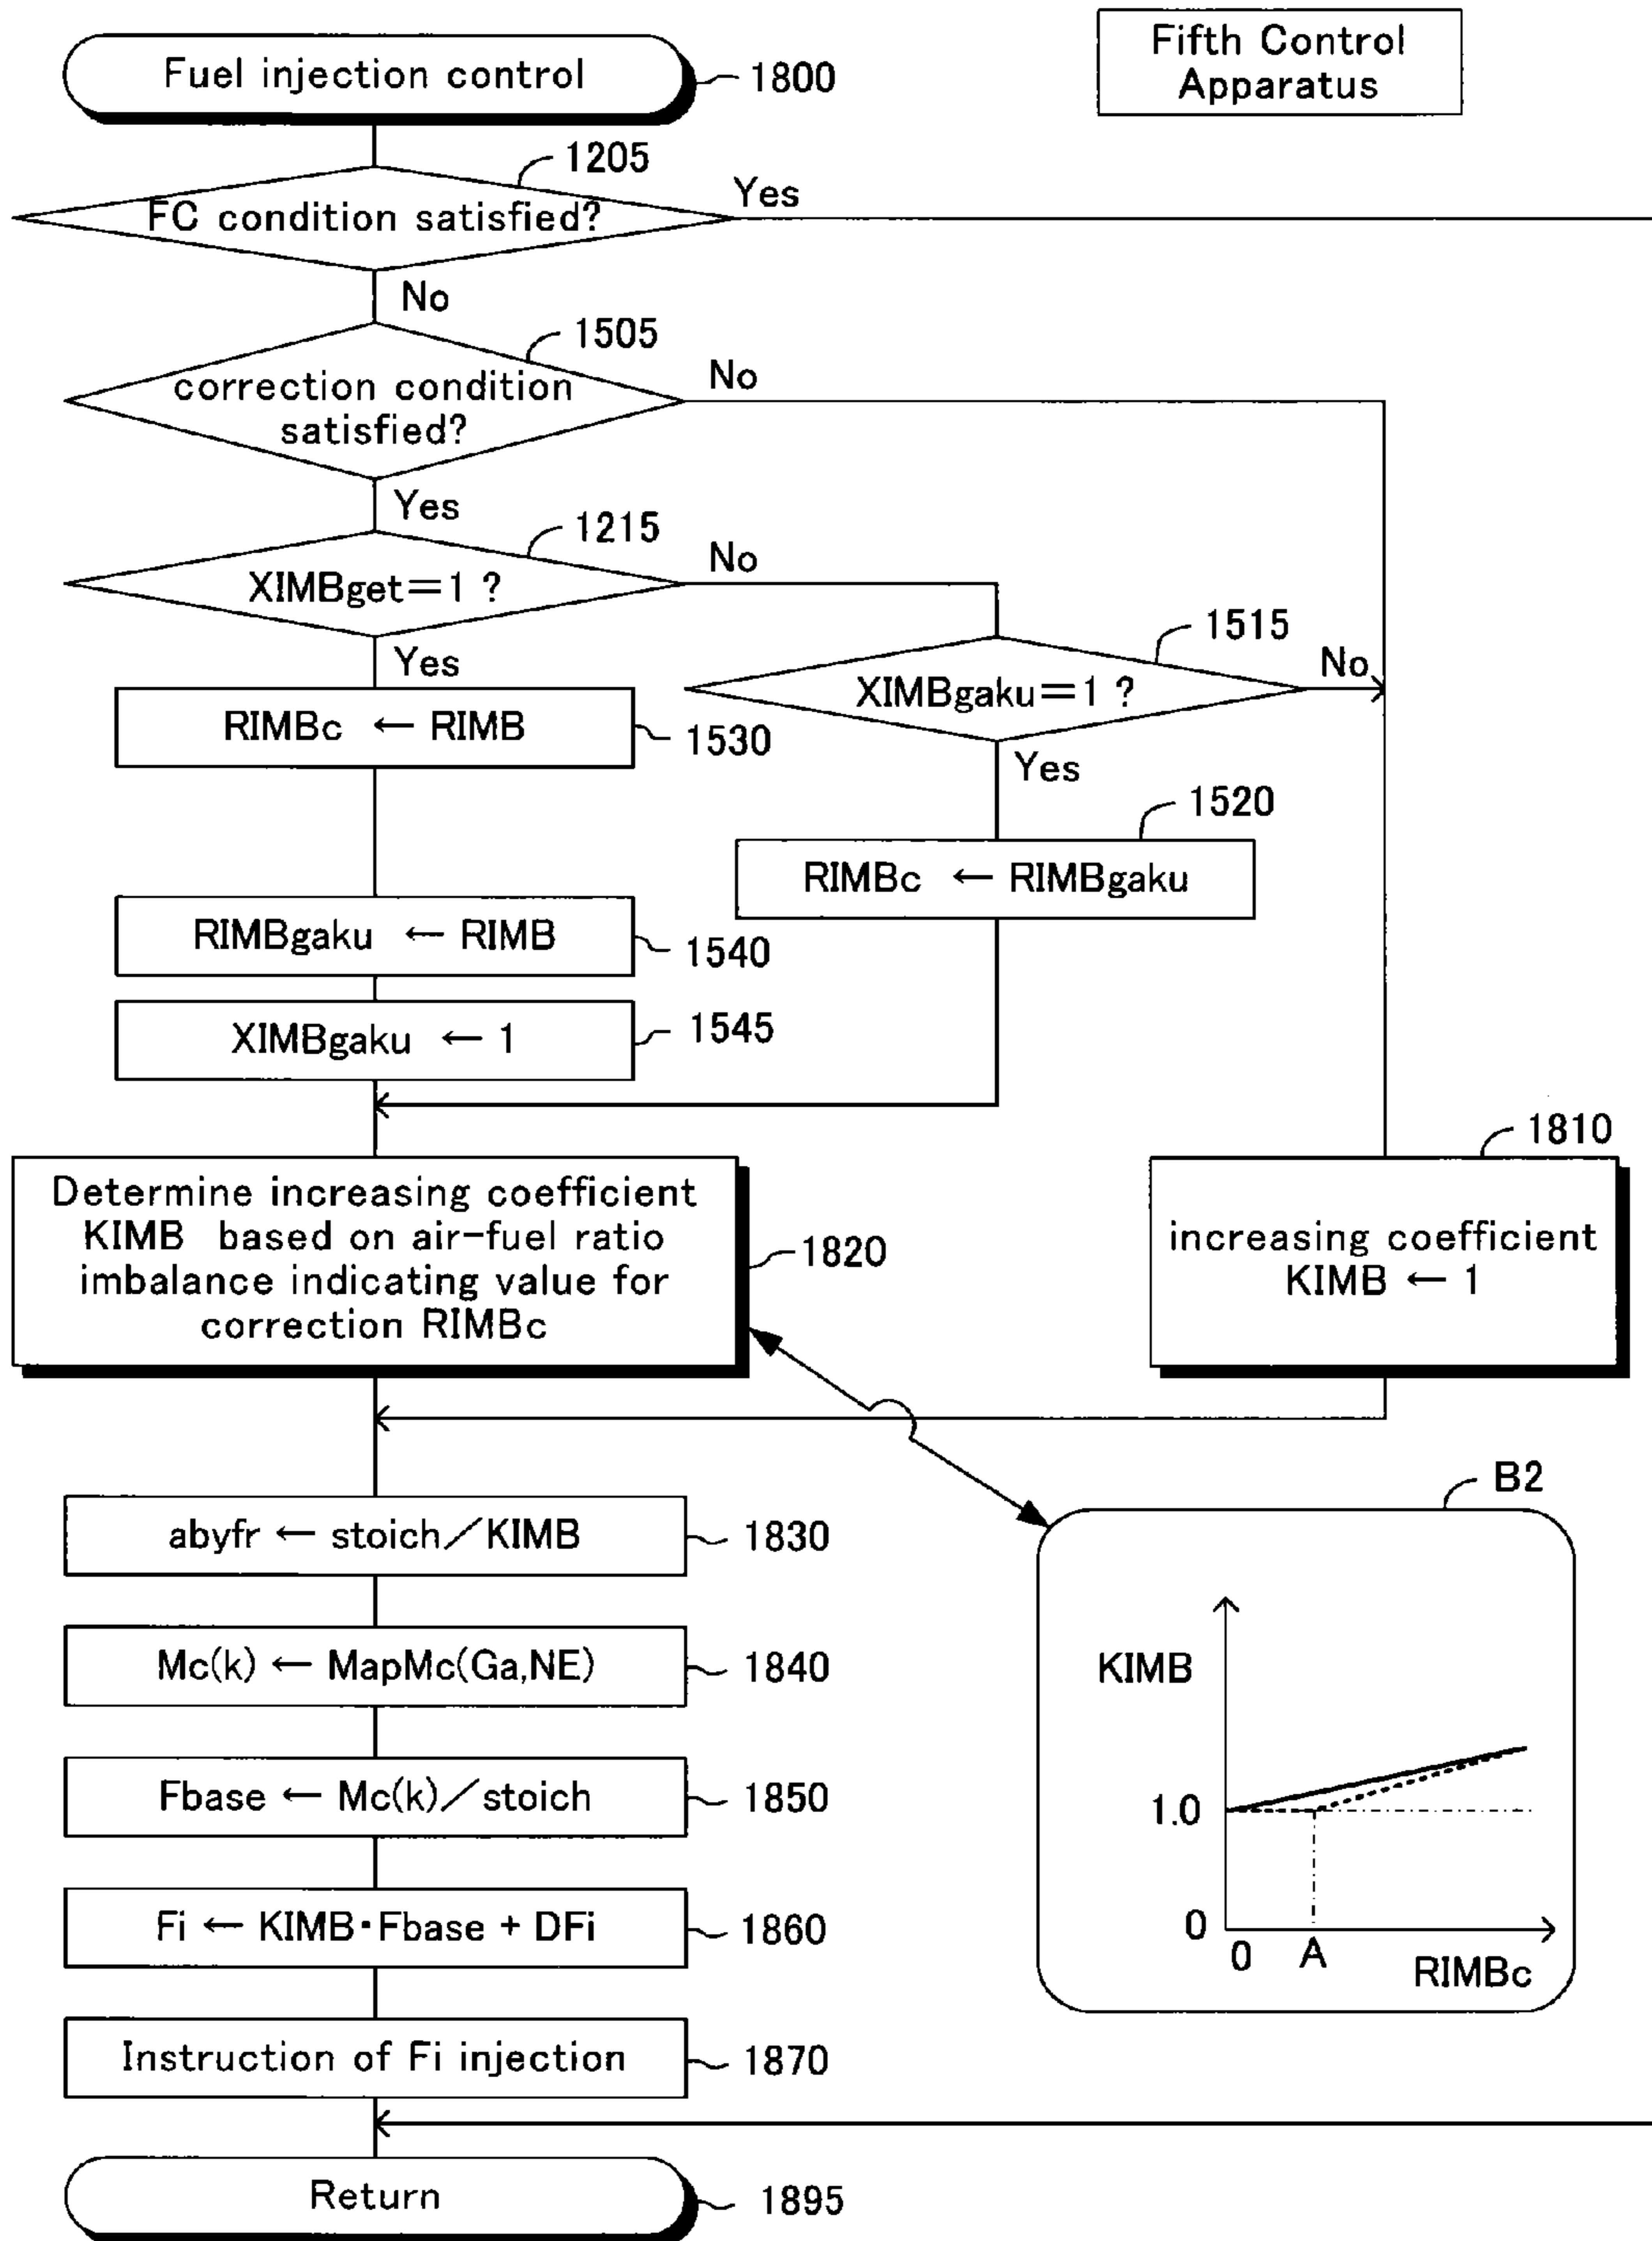 Fifth Control
Apparatus
Fuel injection control
1800
1205
FC condition satisfied?
Yes
No
1505
correction condition
satisfied?
No
Yes
1215
XIMBget=1 ?
No
1515
XIMBgaku=1 ?
No
Yes
Yes
RIMBc ← RIMB
1530
1520
RIMBc ← RIMBgaku
RIMBgaku ← RIMB
1540
XIMBgaku ← 1
1545
Determine increasing coefficient
KIMB based on air-fuel ratio
imbalance indicating value for
correction RIMBc
1820
1810
increasing coefficient
KIMB ← 1
abyfr ← stoich/KIMB
1830
Mc(k) ← MapMc(Ga,NE)
1840
Fbase ← Mc(k)/stoich
1850
Fi ← KIMB·Fbase + DFi
1860
Instruction of Fi injection
1870
Return
1895
B2
KIMB
1.0
0
0
A
RIMBc